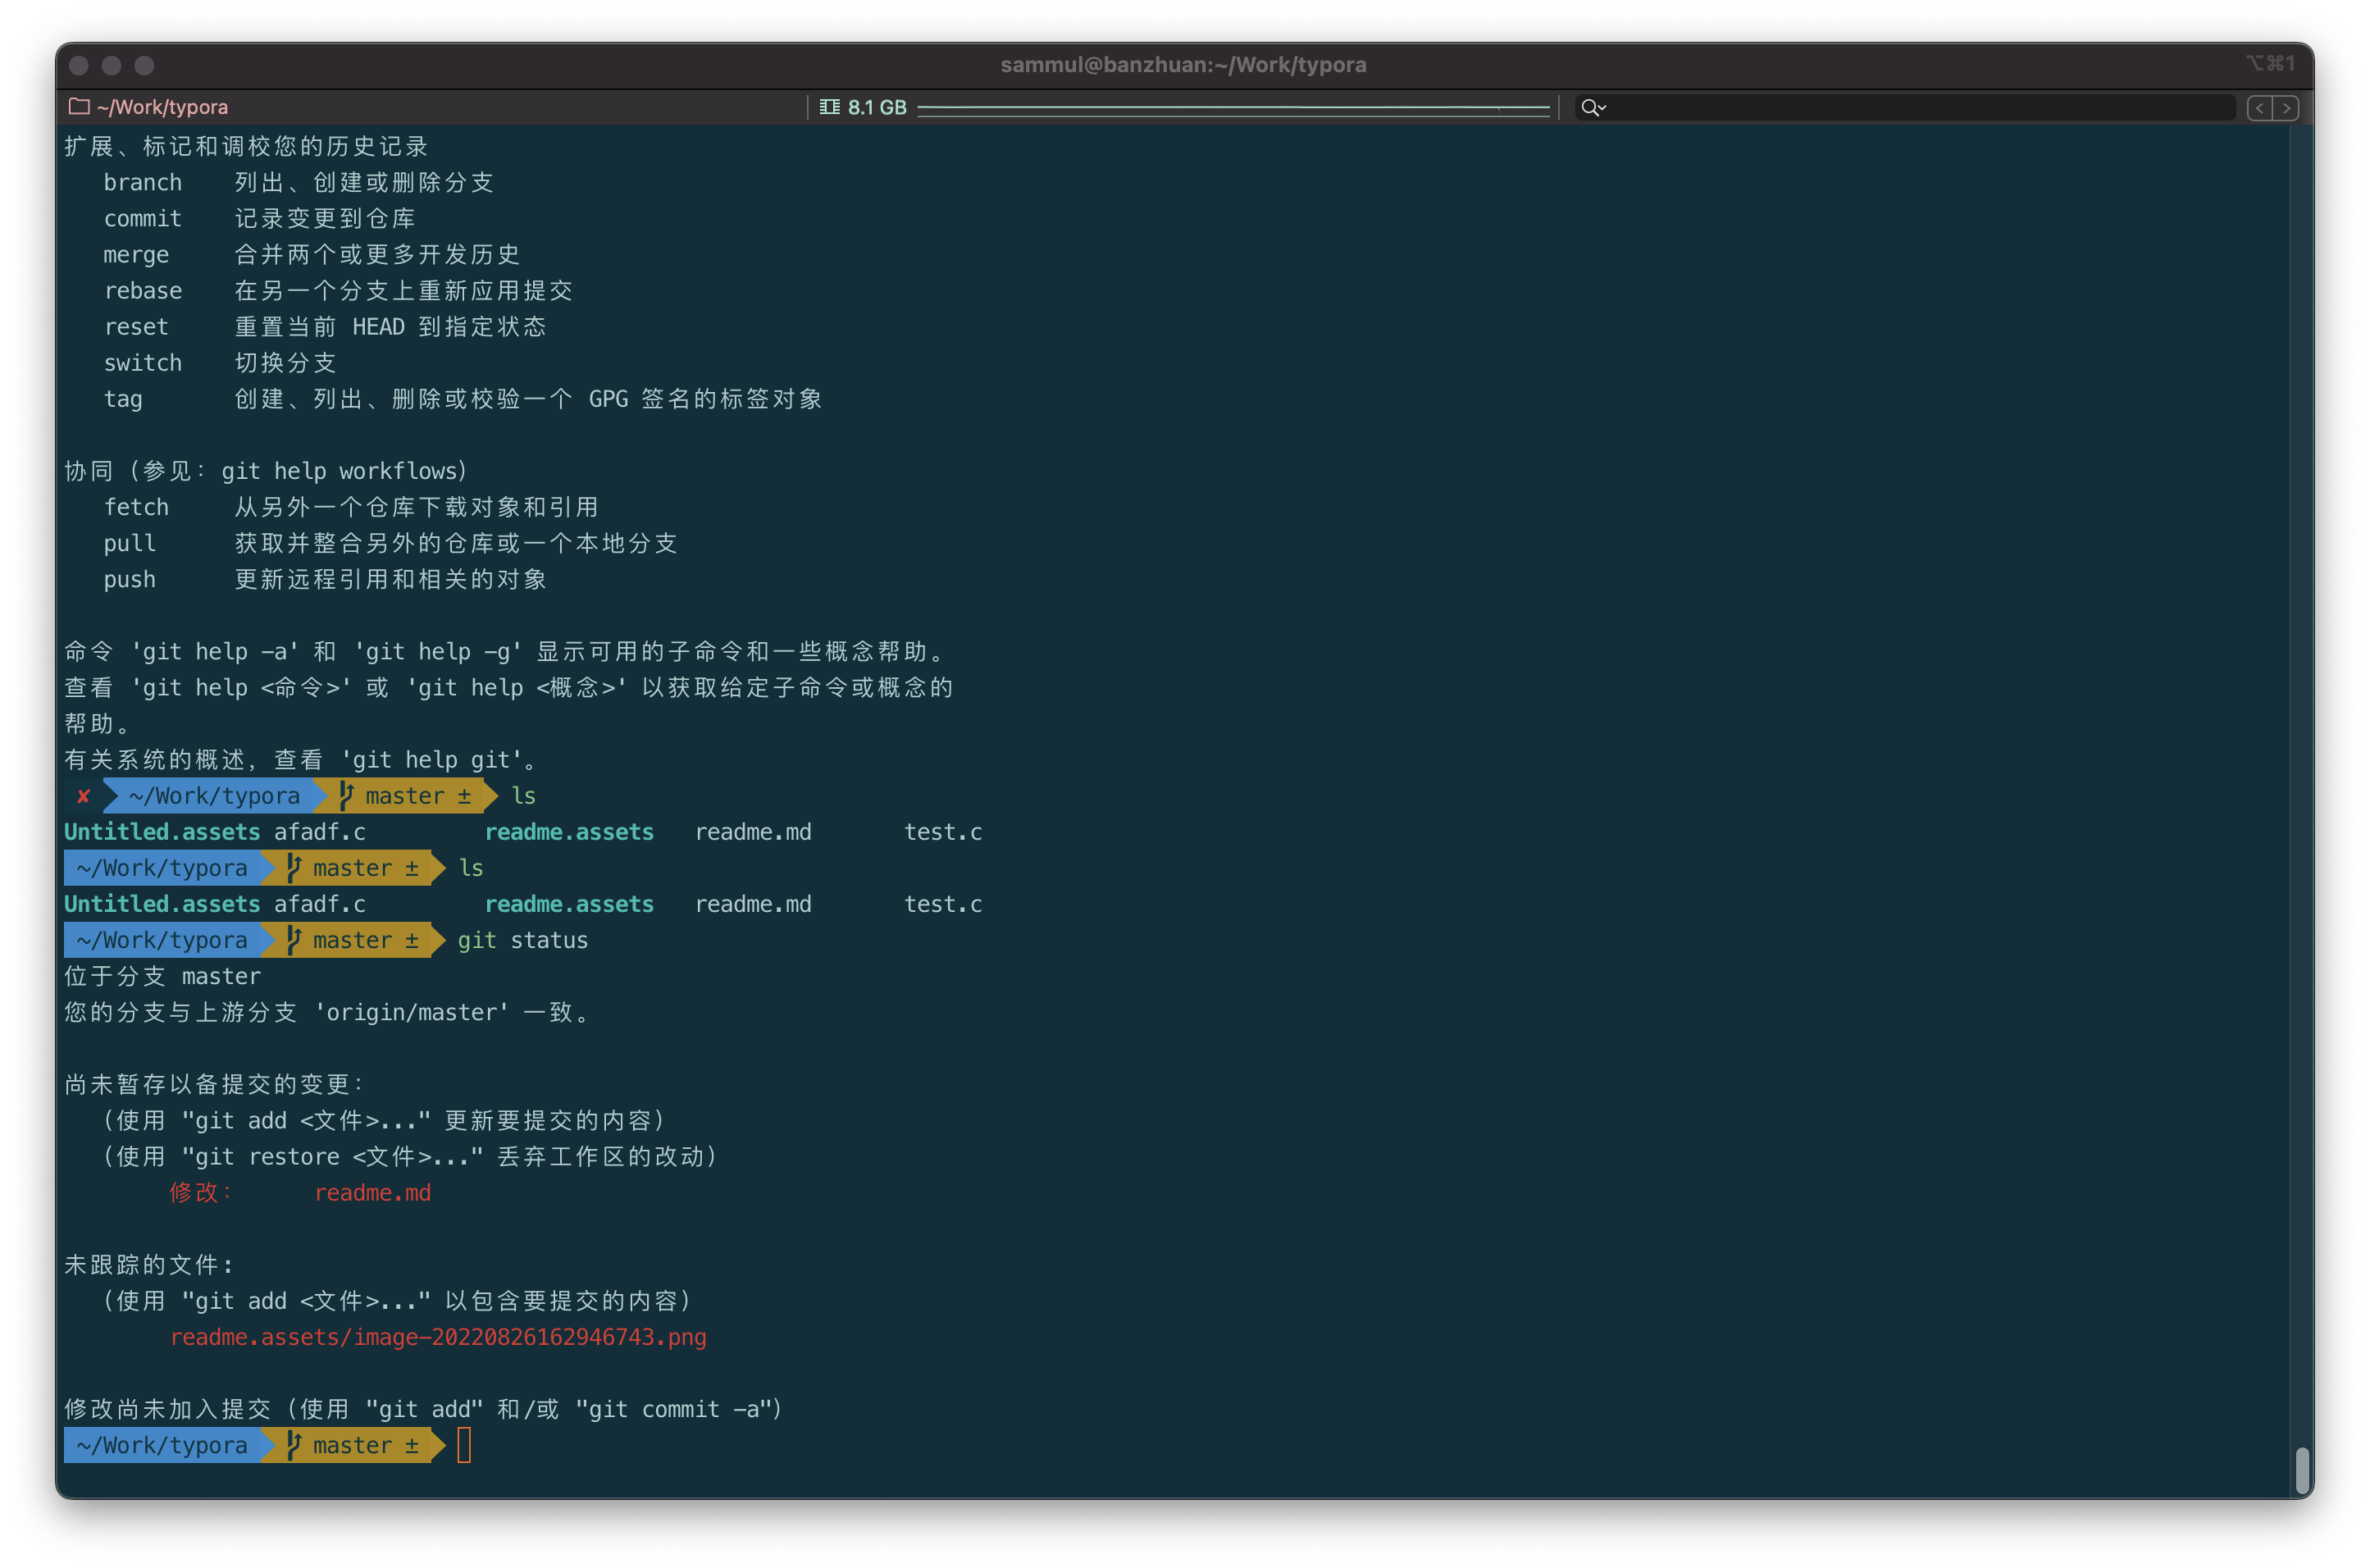 sammul@banzhuan:~/Work/typora
⌥⌘1
~/Work/typora
8.1 GB
扩展、标记和调校您的历史记录
branch 列出、创建或删除分支
commit 记录变更到仓库
merge 合并两个或更多开发历史
rebase 在另一个分支上重新应用提交
reset 重置当前 HEAD 到指定状态
switch 切换分支
tag 创建、列出、删除或校验一个 GPG 签名的标签对象
协同（参见：git help workflows）
fetch 从另外一个仓库下载对象和引用
pull 获取并整合另外的仓库或一个本地分支
push 更新远程引用和相关的对象
命令 'git help -a' 和 'git help -g' 显示可用的子命令和一些概念帮助。
查看 'git help <命令>' 或 'git help <概念>' 以获取给定子命令或概念的
帮助。
有关系统的概述，查看 'git help git'。
✘ ~/Work/typora master ± ls
Untitled.assets afadf.c readme.assets readme.md test.c
~/Work/typora master ± ls
Untitled.assets afadf.c readme.assets readme.md test.c
~/Work/typora master ± git status
位于分支 master
您的分支与上游分支 'origin/master' 一致。
尚未暂存以备提交的变更：
（使用 "git add <文件>..." 更新要提交的内容）
（使用 "git restore <文件>..." 丢弃工作区的改动）
修改： readme.md
未跟踪的文件:
（使用 "git add <文件>..." 以包含要提交的内容）
readme.assets/image-20220826162946743.png
修改尚未加入提交（使用 "git add" 和/或 "git commit -a"）
~/Work/typora master ±